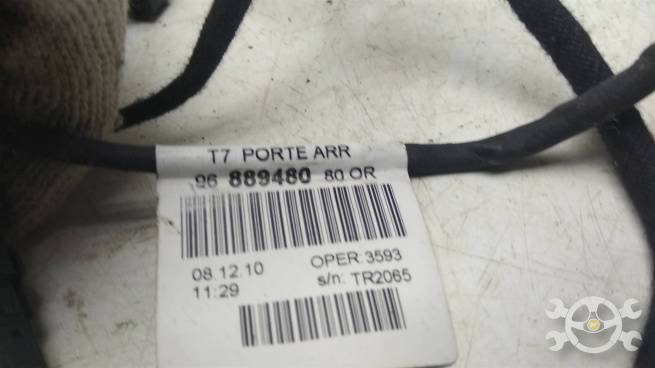 T7 PORTE ARR
96 889480 80 OR
08.12.10 OPER:3593
11:29 s/n: TR2065